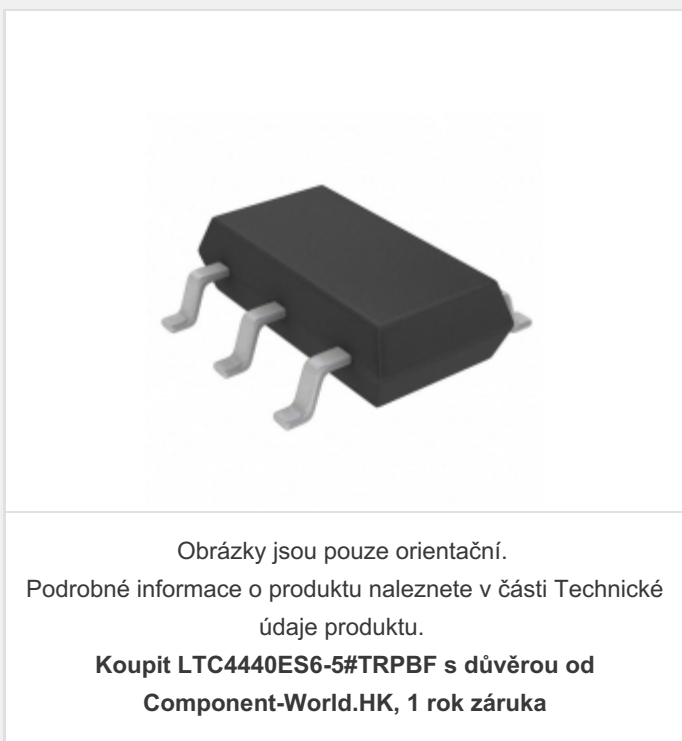 Obrázky jsou pouze orientační.
Podrobné informace o produktu naleznete v části Technické
údaje produktu.
Koupit LTC4440ES6-5#TRPBF s důvěrou od
Component-World.HK, 1 rok záruka